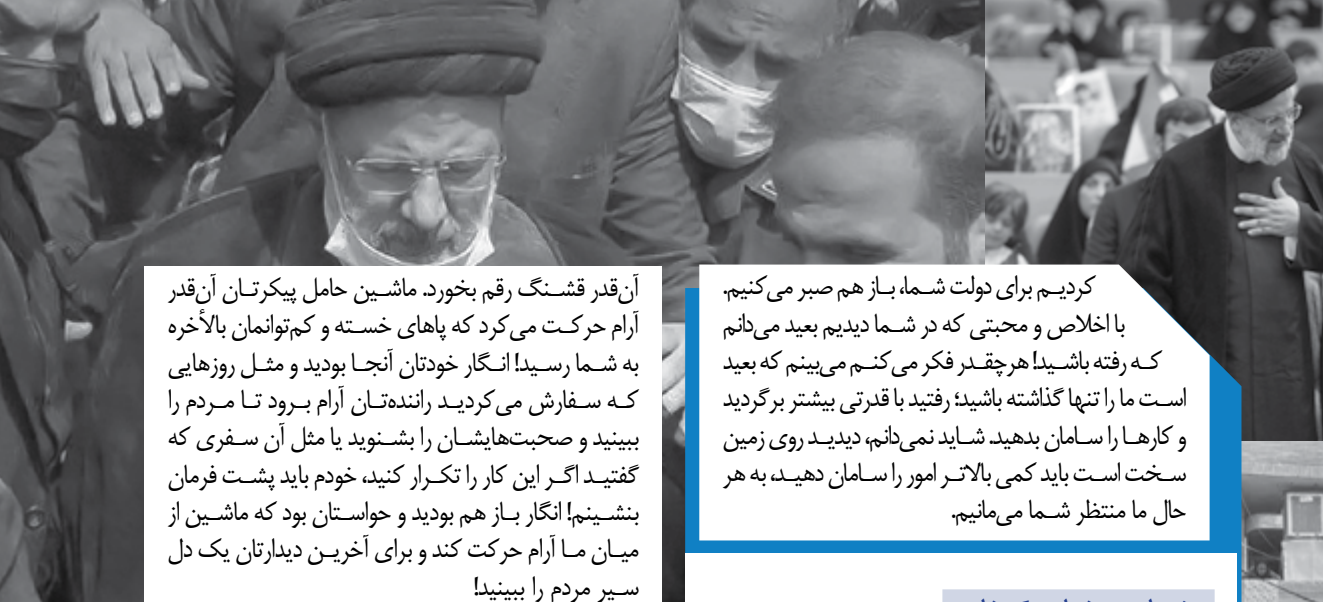 کردیم برای دولت شما، باز هم صبر می‌کنیم.
با اخلاص و محبتی که در شما دیدیم بعید می‌دانم
که رفته باشید! هرچقدر فکر می‌کنم می‌بینم که بعید
است ما را تنها گذاشته باشید؛ رفتید با قدرتی بیشتر برگردید
و کارها را سامان بدهید. شاید نمی‌دانم، دیدید روی زمین
سخت است باید کمی بالاتر امور را سامان دهید، به هر
حال ما منتظر شما می‌مانیم.
آن‌قدر قشنگ رقم بخورد. ماشین حامل پیکرتان آن‌قدر
آرام حرکت می‌کرد که پاهای خسته و کم‌توانمان بالأخره
به شما رسید! انگار خودتان آنجا بودید و مثل روزهایی
که سفارش می‌کردید راننده‌تان آرام برود تا مردم را
ببینید و صحبت‌هایشان را بشنوید یا مثل آن سفری که
گفتید اگر این کار را تکرار کنید، خودم باید پشت فرمان
بنشینم! انگار باز هم بودید و حواستان بود که ماشین از
میان ما آرام حرکت کند و برای آخرین دیدارتان یک دل
سیر مردم را ببینید!